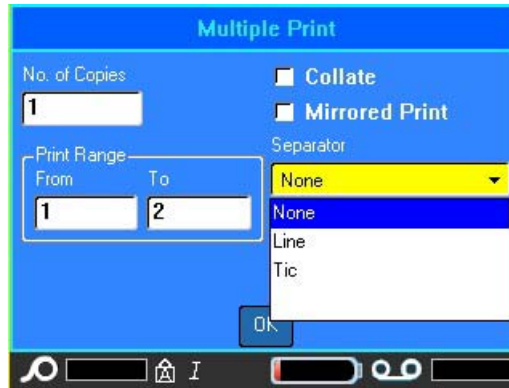 Multiple Print
No. of Copies
1
Collate
Mirrored Print
Print Range
From
To
1
2
Separator
None
None
Line
Tic
OK
A
I